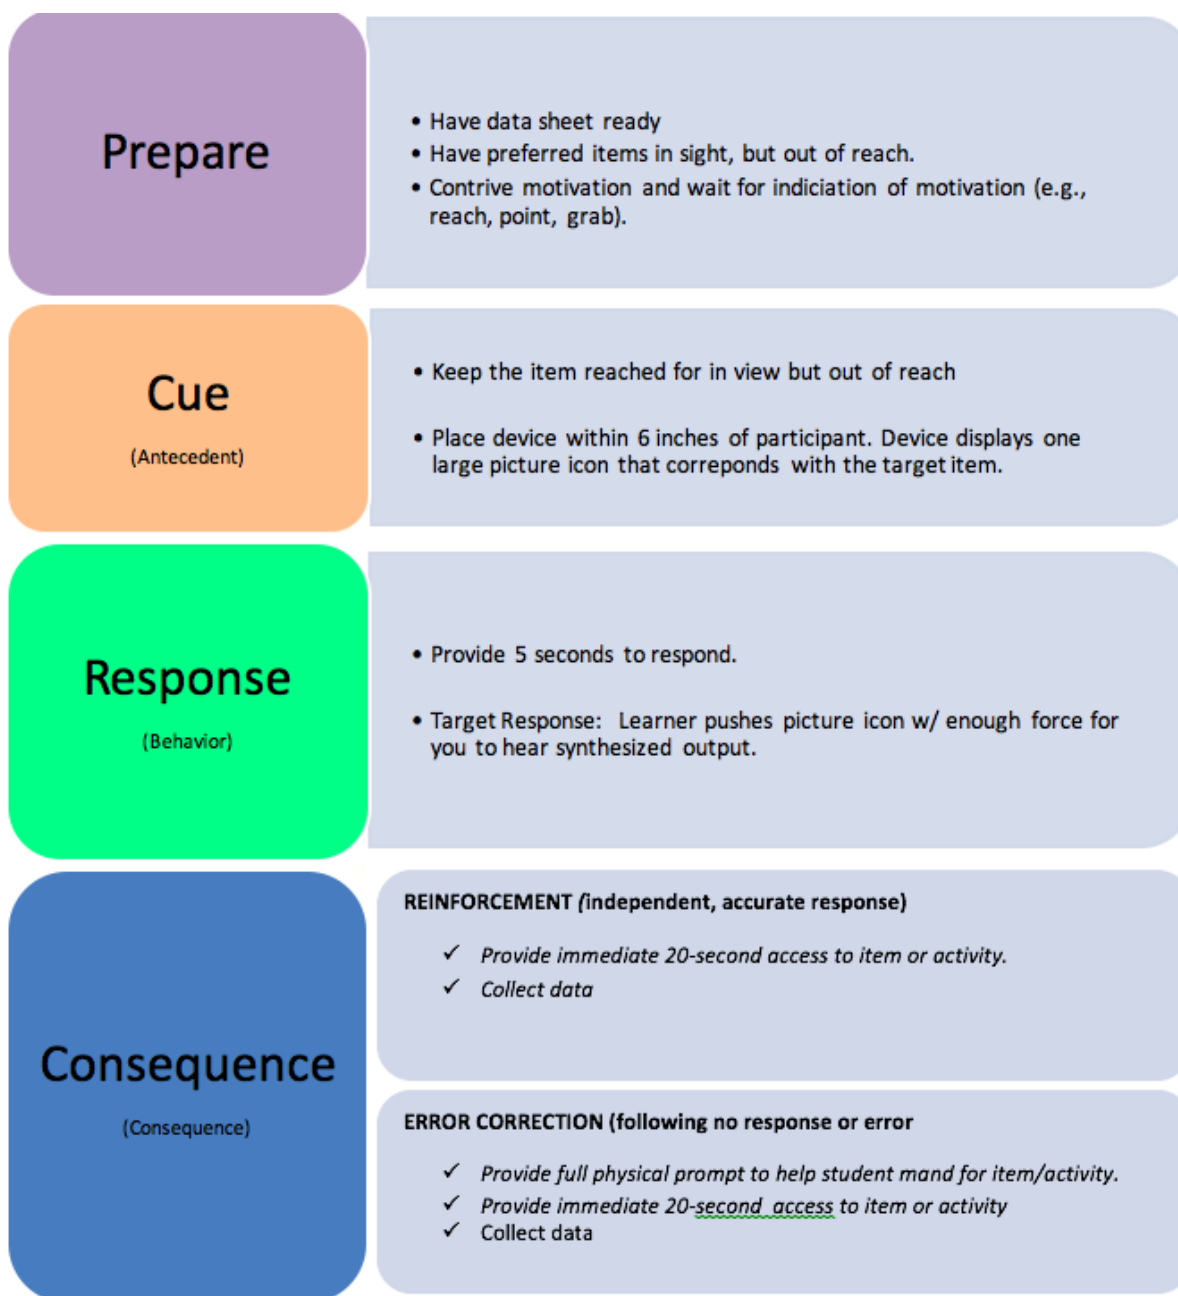 Prepare
• Have data sheet ready
• Have preferred items in sight, but out of reach.
• Contrive motivation and wait for indiciation of motivation (e.g.,
reach, point, grab).
Cue
(Antecedent)
• Keep the item reached for in view but out of reach
• Place device within 6 inches of participant. Device displays one
large picture icon that correponds with the target item.
Response
(Behavior)
• Provide 5 seconds to respond.
• Target Response: Learner pushes picture icon w/ enough force for
you to hear synthesized output.
Consequence
(Consequence)
REINFORCEMENT (independent, accurate response)
✓ Provide immediate 20-second access to item or activity.
✓ Collect data
ERROR CORRECTION (following no response or error
✓ Provide full physical prompt to help student mand for item/activity.
✓ Provide immediate 20-second access to item or activity
✓ Collect data